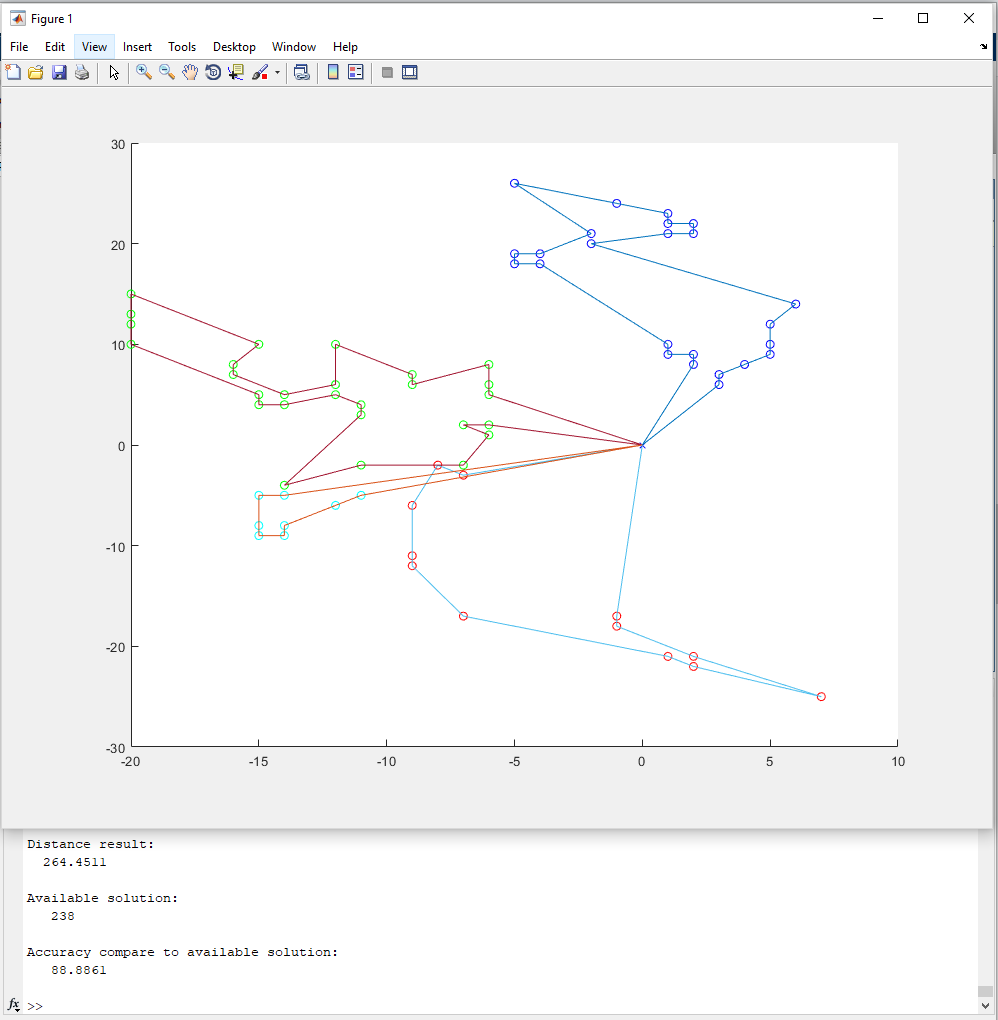 Figure 1
File Edit View Insert Tools Desktop Window Help
30
20
10
0
-10
-20
-30
-20 -15 -10 -5 0 5 10
Distance result:
264.4511
Available solution:
238
Accuracy compare to available solution:
88.8861
fx >>